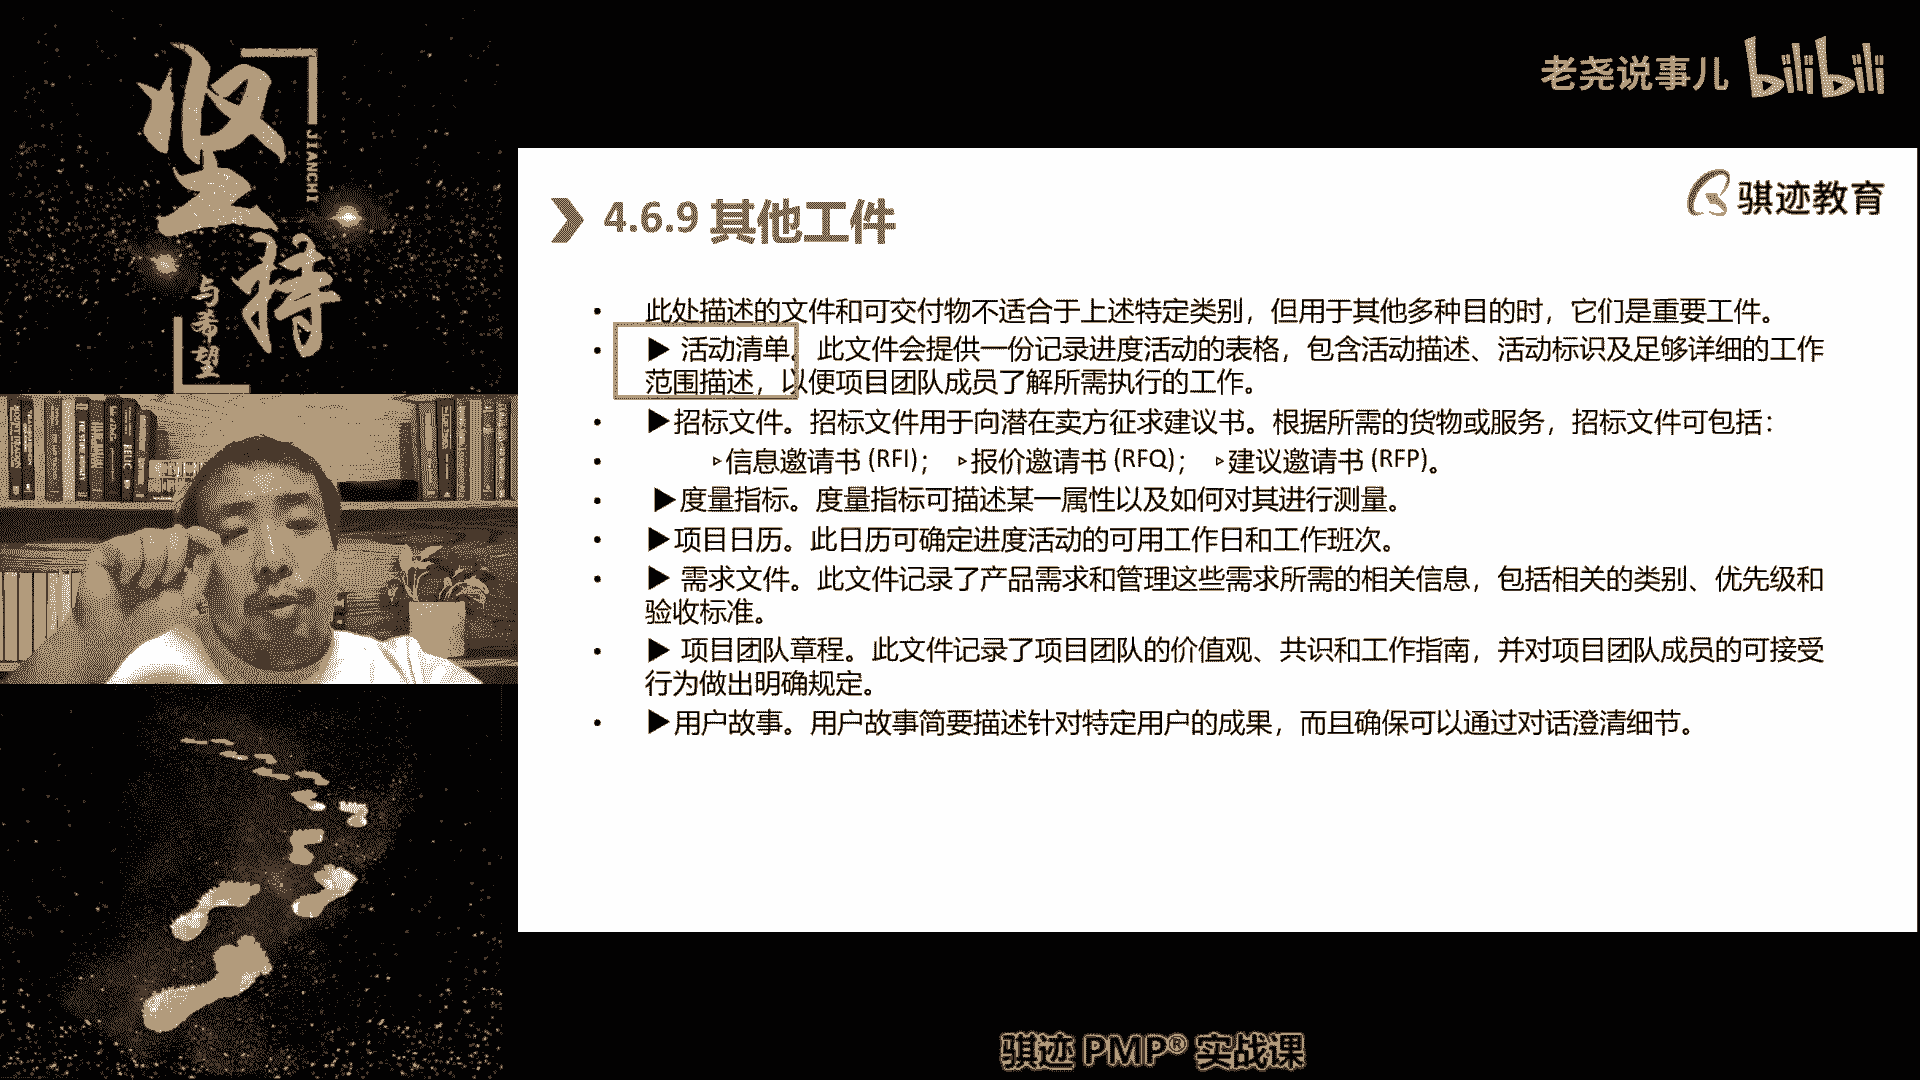 坚持
JIANCHI
与希望
老尧说事儿 bilibili
骐迹教育
4.6.9 其他工件
• 此处描述的文件和可交付物不适合于上述特定类别，但用于其他多种目的时，它们是重要工件。
• ▶ 活动清单。此文件会提供一份记录进度活动的表格，包含活动描述、活动标识及足够详细的工作
范围描述，以便项目团队成员了解所需执行的工作。
• ▶招标文件。招标文件用于向潜在卖方征求建议书。根据所需的货物或服务，招标文件可包括：
• ▹信息邀请书 (RFI)； ▹报价邀请书 (RFQ)； ▹建议邀请书 (RFP)。
• ▶度量指标。度量指标可描述某一属性以及如何对其进行测量。
• ▶项目日历。此日历可确定进度活动的可用工作日和工作班次。
• ▶ 需求文件。此文件记录了产品需求和管理这些需求所需的相关信息，包括相关的类别、优先级和
验收标准。
• ▶ 项目团队章程。此文件记录了项目团队的价值观、共识和工作指南，并对项目团队成员的可接受
行为做出明确规定。
• ▶用户故事。用户故事简要描述针对特定用户的成果，而且确保可以通过对话澄清细节。
骐迹 PMP® 实战课